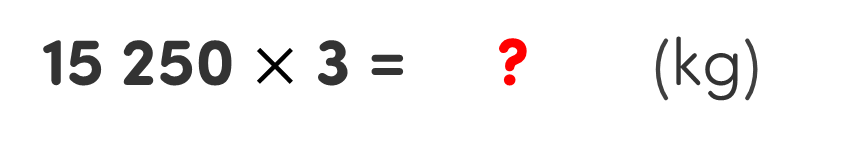 15 250 × 3 = ? (kg)